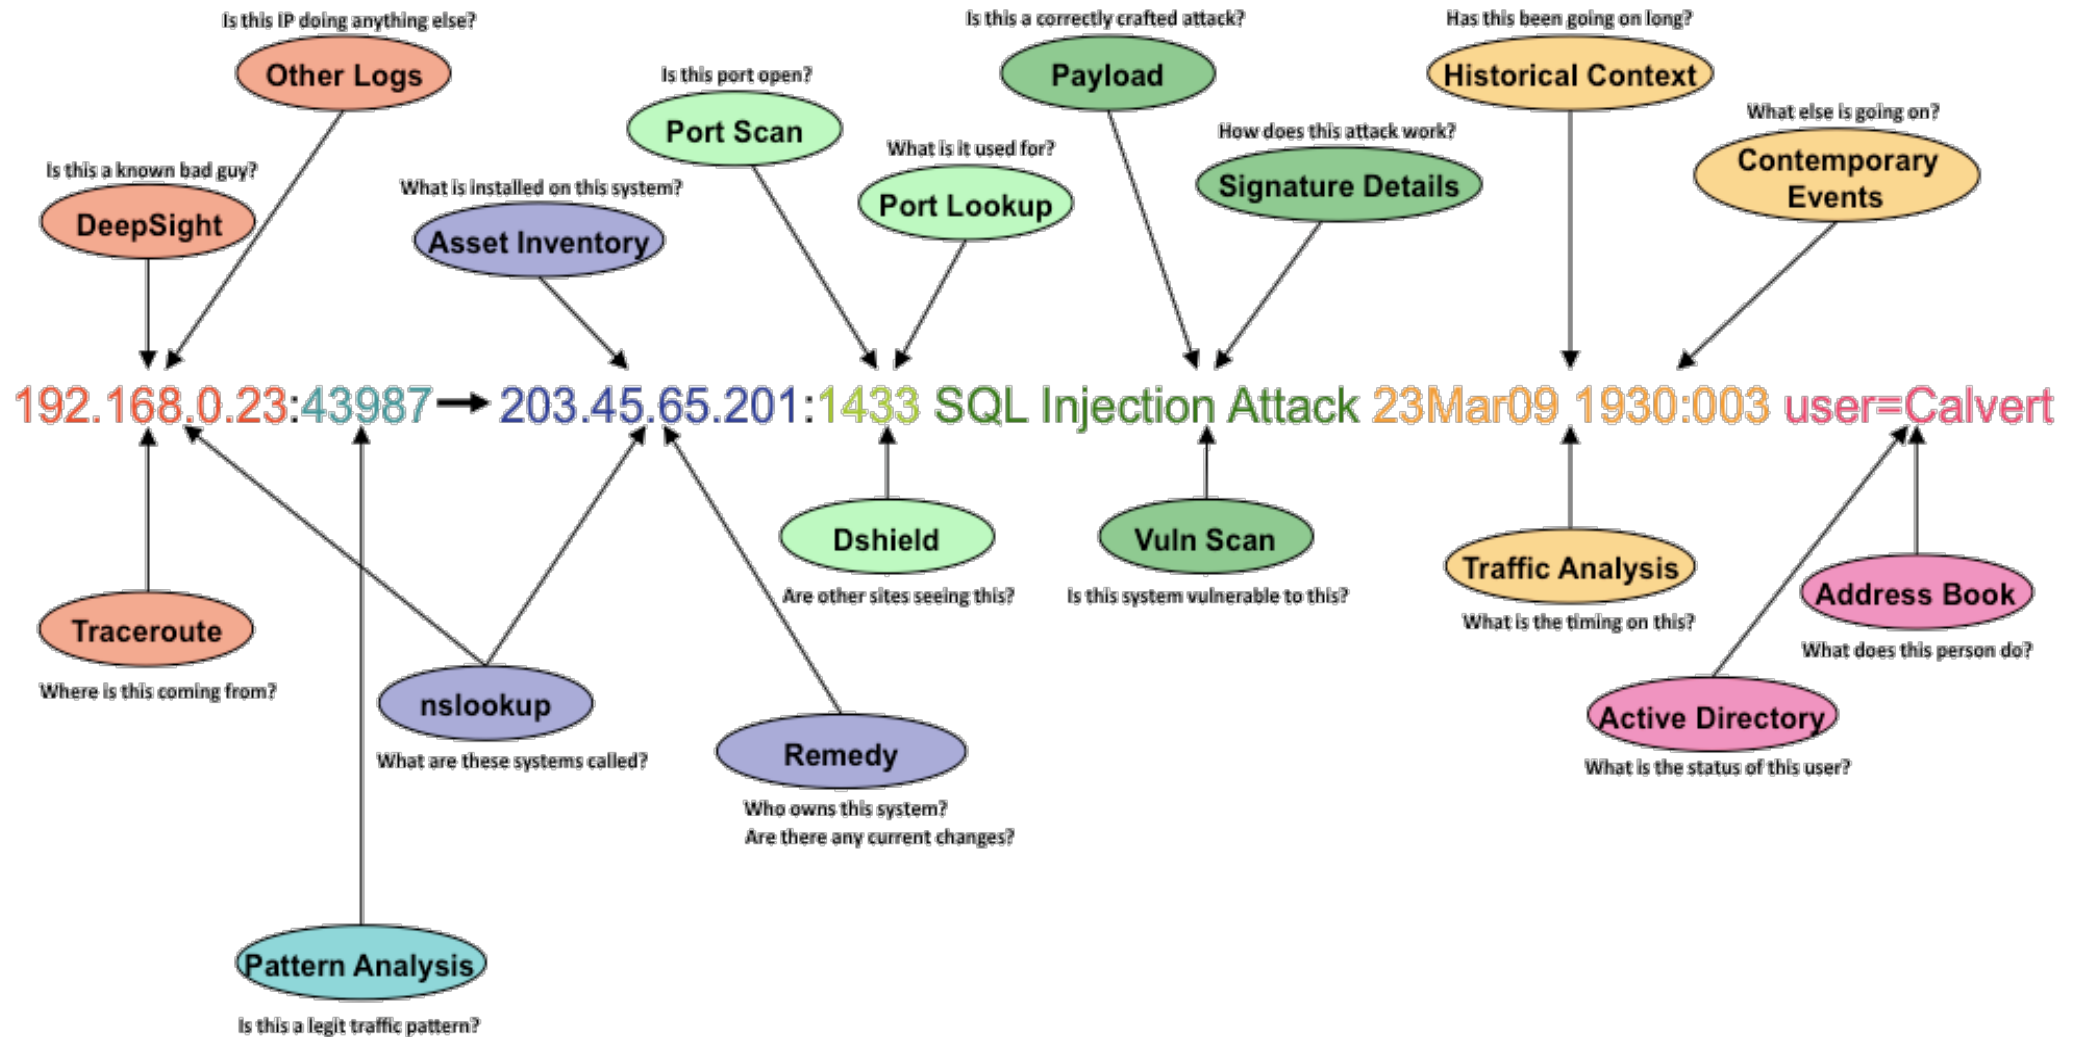 Is this IP doing anything else?
Other Logs
Is this a known bad guy?
DeepSight
What is installed on this system?
Asset Inventory
Is this port open?
Port Scan
What is it used for?
Port Lookup
Is this a correctly crafted attack?
Payload
How does this attack work?
Signature Details
Has this been going on long?
Historical Context
What else is going on?
Contemporary
Events
192.168.0.23:43987 → 203.45.65.201:1433 SQL Injection Attack 23Mar09 1930:003 user=Calvert
Traceroute
Where is this coming from?
nslookup
What are these systems called?
Remedy
Who owns this system?
Are there any current changes?
Dshield
Are other sites seeing this?
Vuln Scan
Is this system vulnerable to this?
Traffic Analysis
What is the timing on this?
Address Book
What does this person do?
Active Directory
What is the status of this user?
Pattern Analysis
Is this a legit traffic pattern?